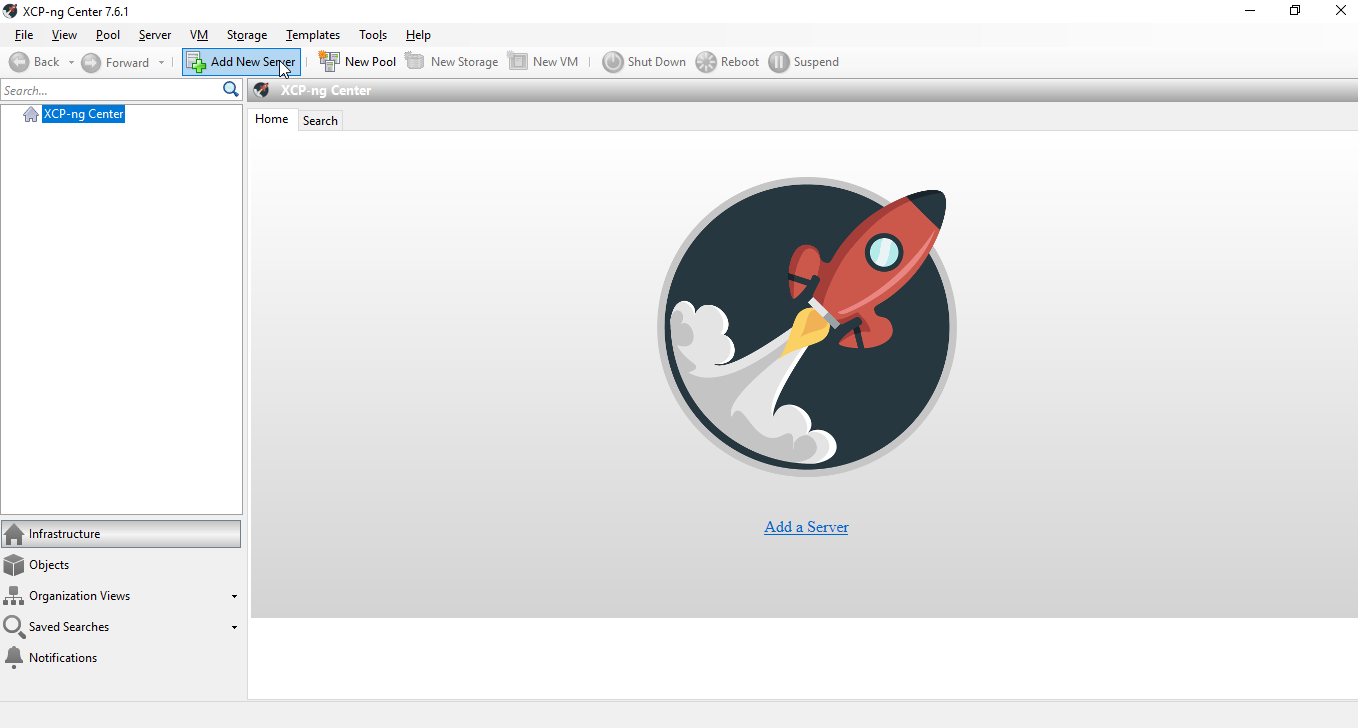 XCP-ng Center 7.6.1
File View Pool Server VM Storage Templates Tools Help
Back Forward Add New Server New Pool New Storage New VM Shut Down Reboot Suspend
Search...
XCP-ng Center
XCP-ng Center
Home Search
Add a Server
Infrastructure
Objects
Organization Views
Saved Searches
Notifications